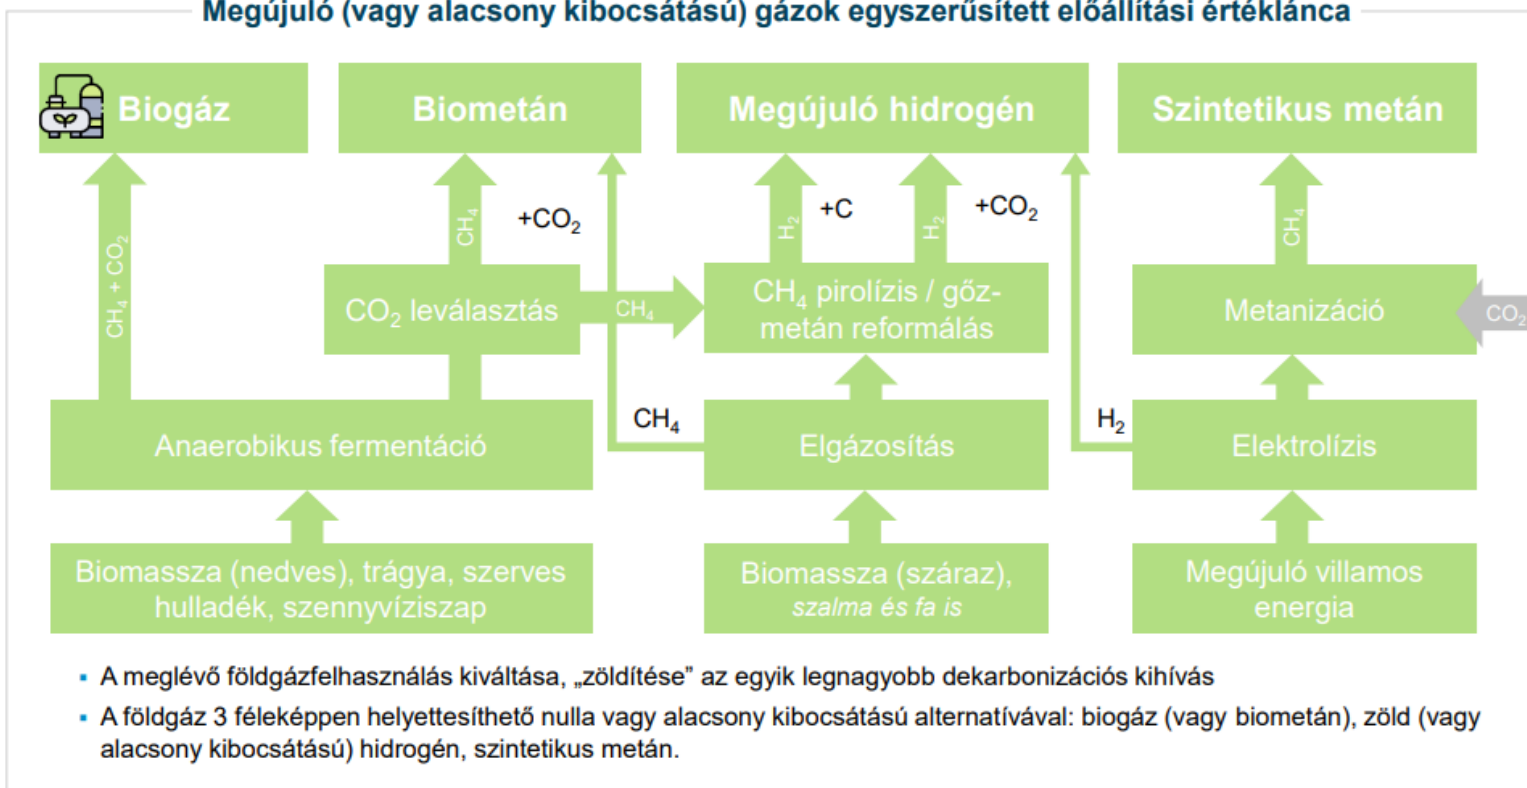 Megújuló (vagy alacsony kibocsátású) gázok egyszerűsített előállítási értéklánca
Biogáz
Biometán
Megújuló hidrogén
Szintetikus metán
CH₄ + CO₂
CH₄
+CO₂
H₂
+C
H₂
+CO₂
CH₄
CO₂ leválasztás
CH₄
CH₄ pirolízis / gőz-
metán reformálás
Metanizáció
CO₂
Anaerobikus fermentáció
CH₄
Elgázosítás
H₂
Elektrolízis
Biomassza (nedves), trágya, szerves
hulladék, szennyvíziszap
Biomassza (száraz),
szalma és fa is
Megújuló villamos
energia
▪ A meglévő földgázfelhasználás kiváltása, „zöldítése” az egyik legnagyobb dekarbonizációs kihívás
▪ A földgáz 3 féleképpen helyettesíthető nulla vagy alacsony kibocsátású alternatívával: biogáz (vagy biometán), zöld (vagy
alacsony kibocsátású) hidrogén, szintetikus metán.